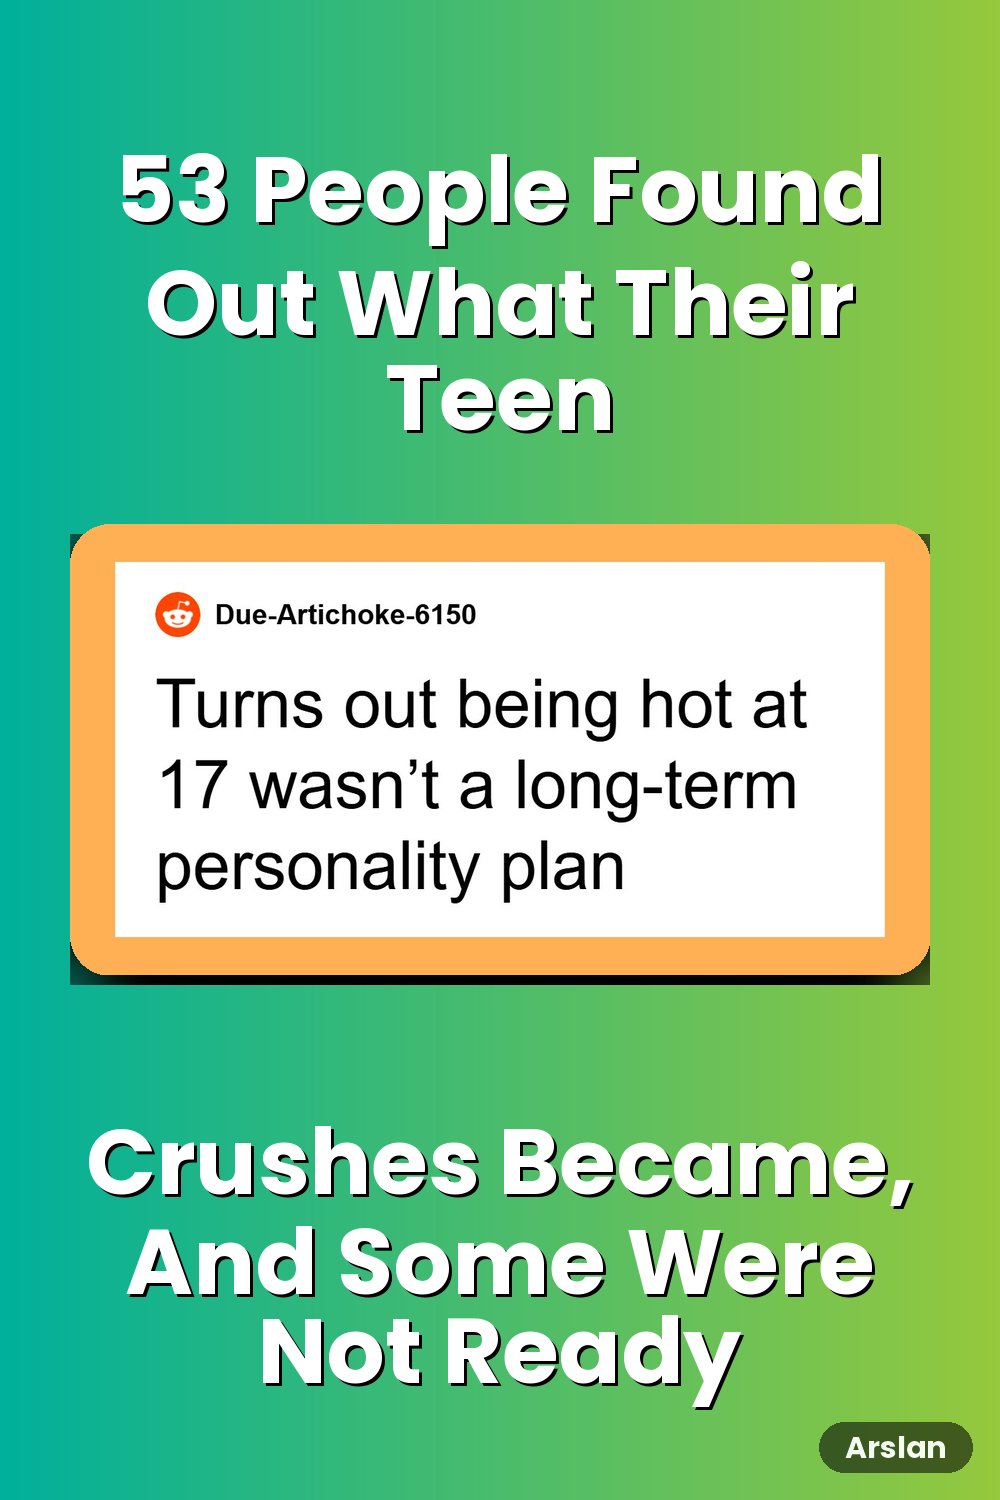 53 People Found
Out What Their
Teen
Due-Artichoke-6150
Turns out being hot at
17 wasn’t a long-term
personality plan
Crushes Became,
And Some Were
Not Ready
Arslan